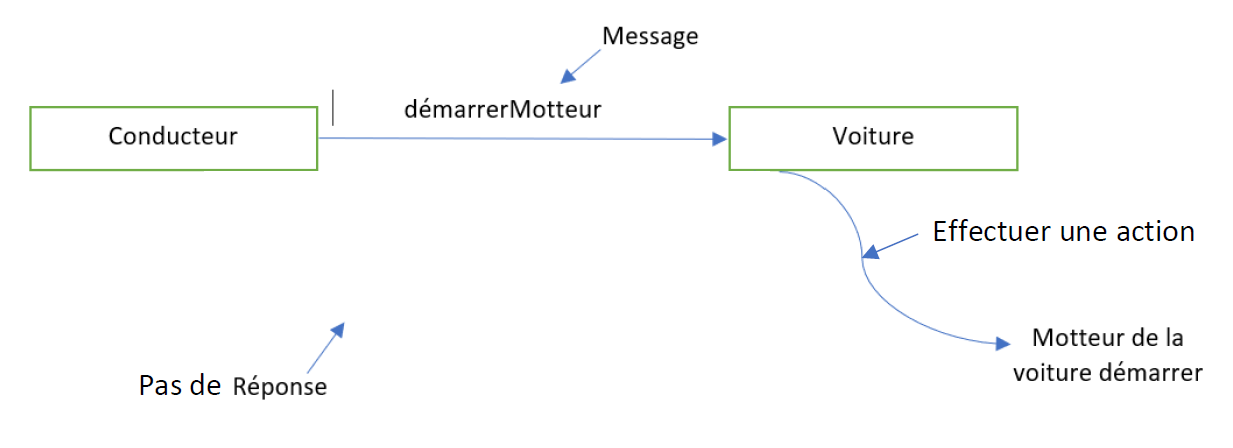 Message
démarrerMotteur
Conducteur
Voiture
Effectuer une action
Motteur de la
voiture démarrer
Pas de Réponse